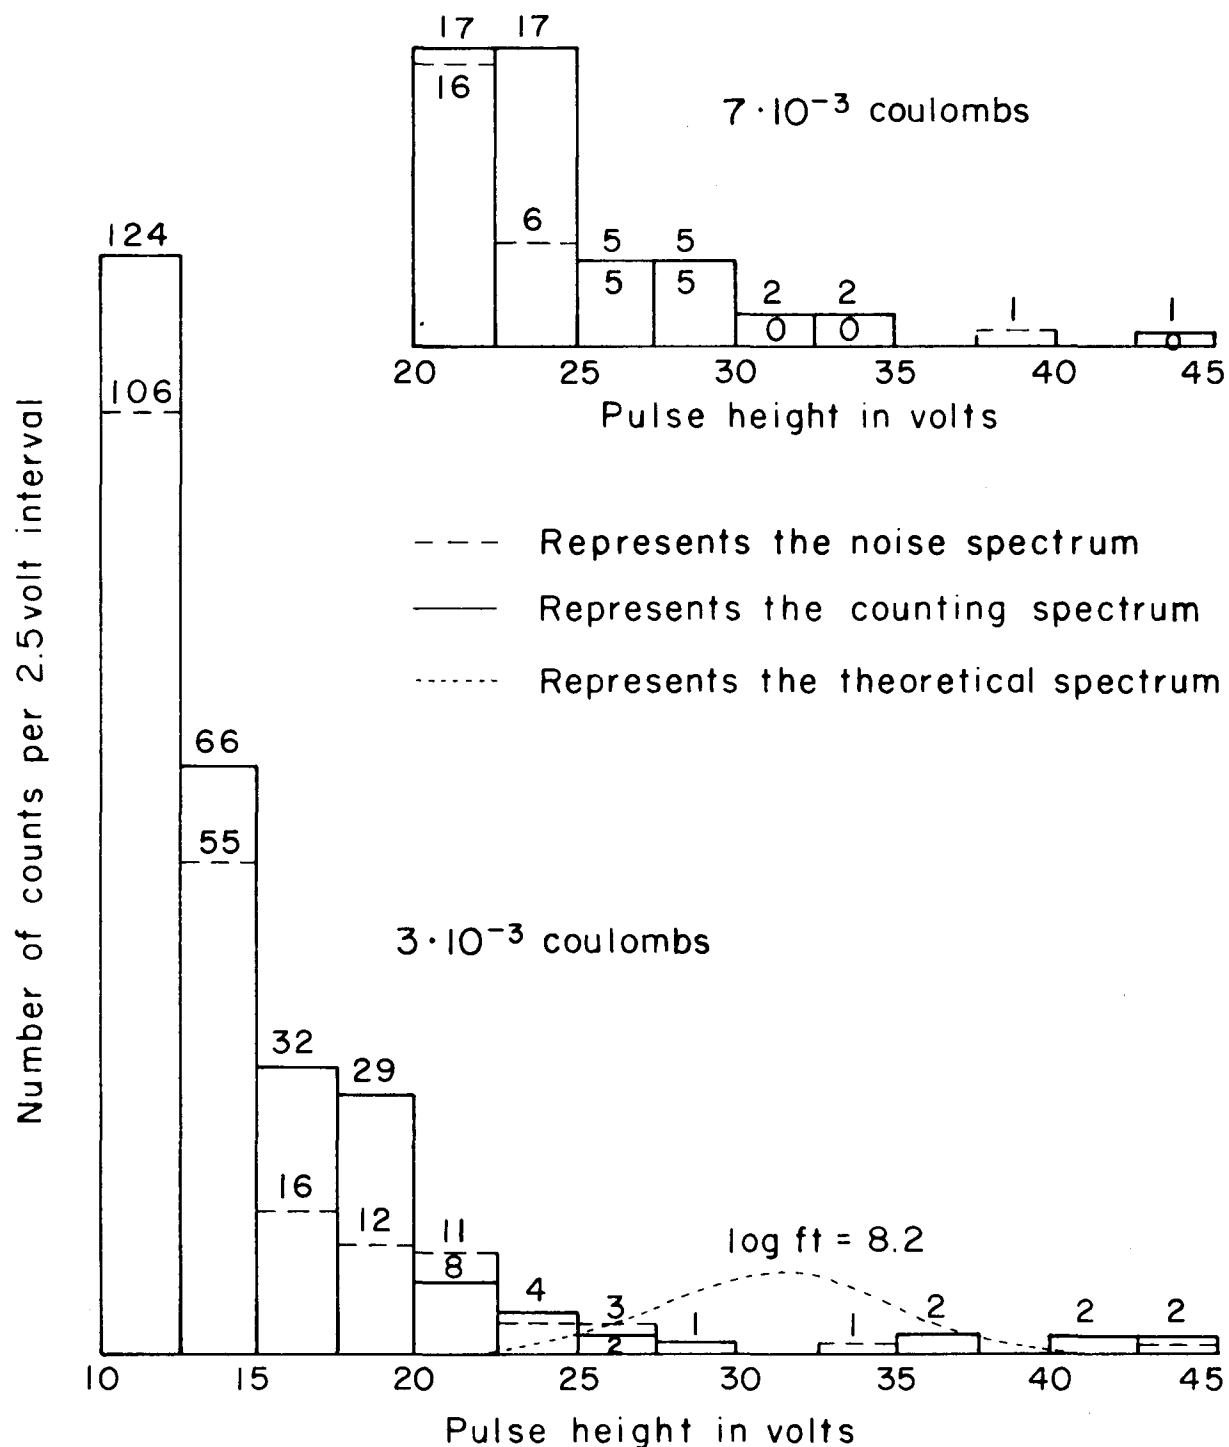 17 17
16
6
5 5
5 5
2 2
0 0
1 1
0
20 25 30 35 40 45
Pulse height in volts
7·10⁻³ coulombs
Represents the noise spectrum
Represents the counting spectrum
Represents the theoretical spectrum
Number of counts per 2.5 volt interval
124
106
66
55
3·10⁻³ coulombs
32
29
16
12
11
8
log ft = 8.2
4
3
2
1
1
2
2 2
10 15 20 25 30 35 40 45
Pulse height in volts